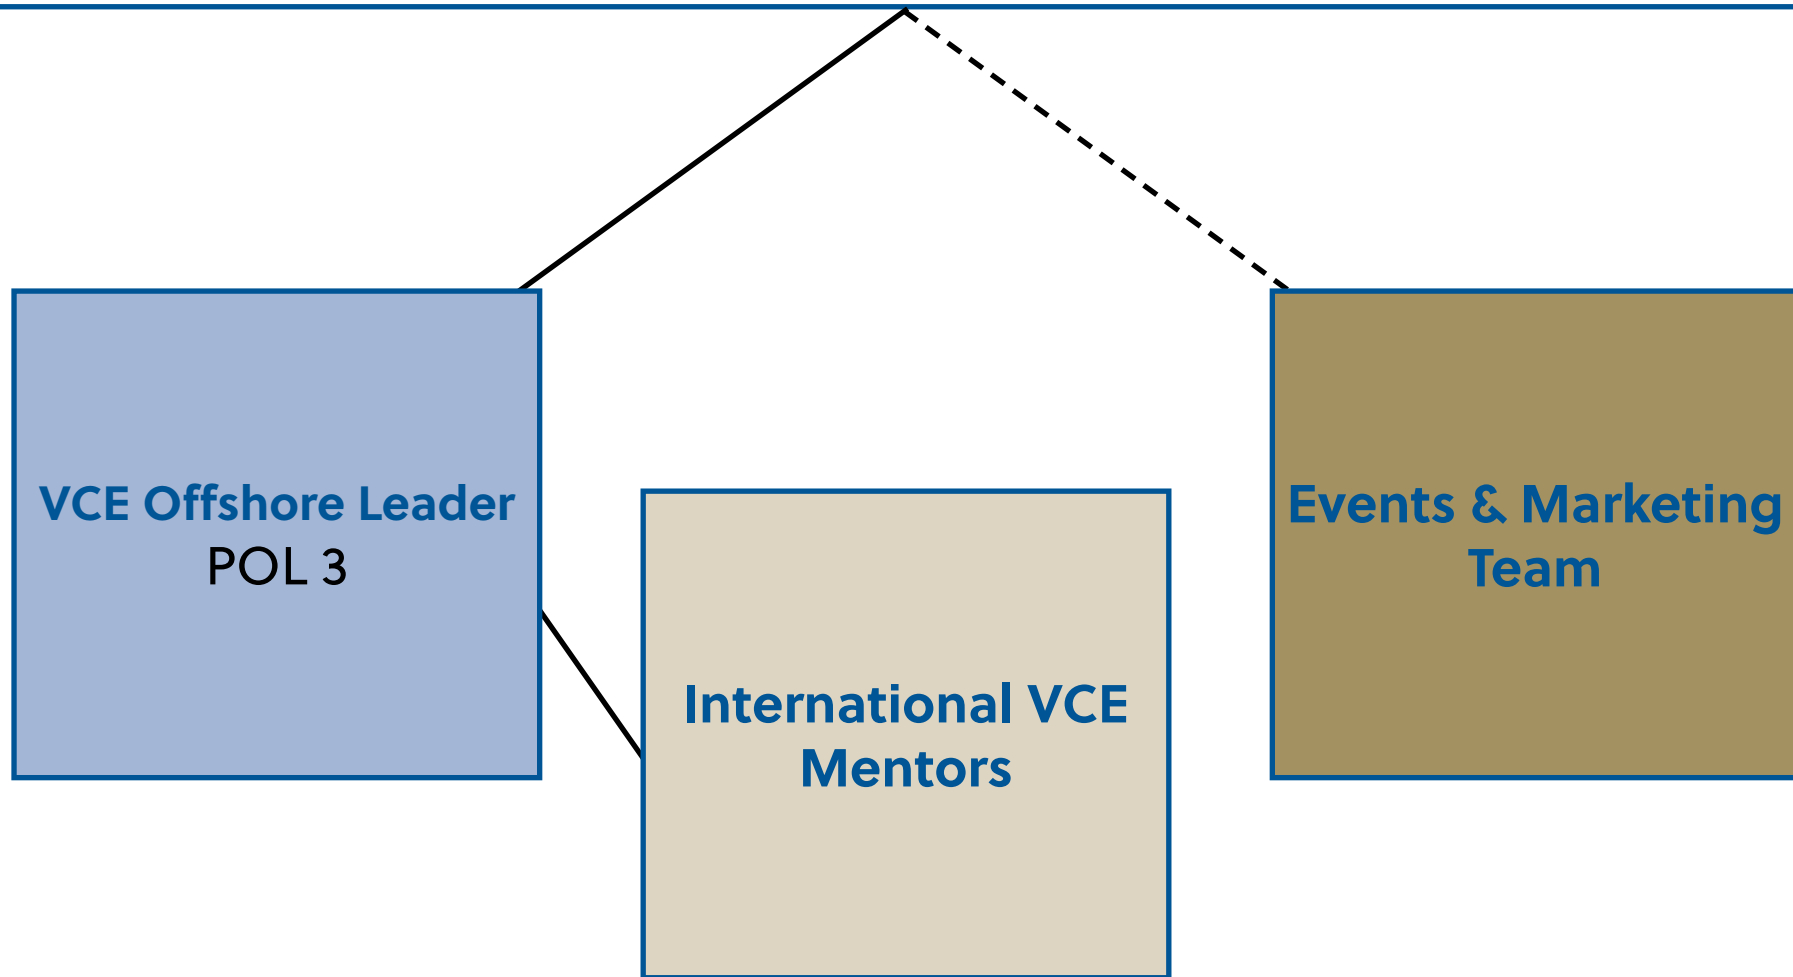 VCE Offshore Leader
POL 3
International VCE
Mentors
Events & Marketing
Team